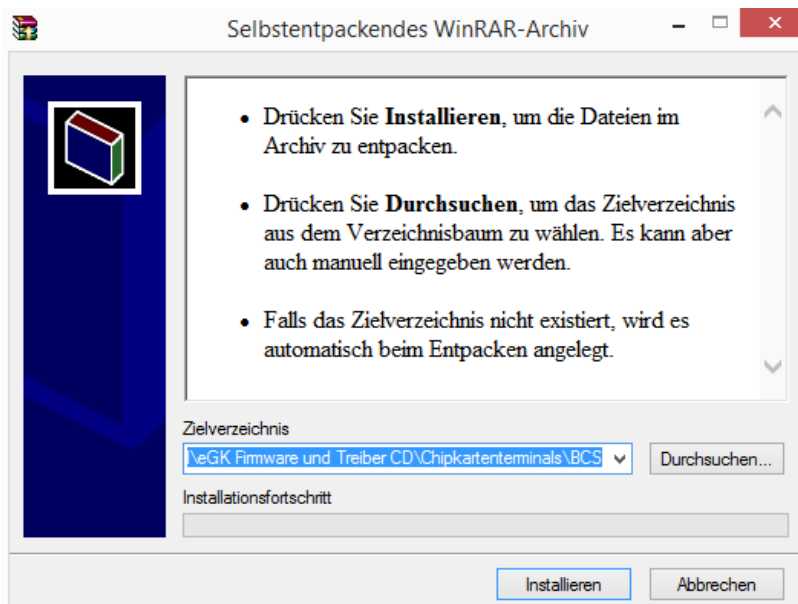 Selbstentpackendes WinRAR-Archiv
• Drücken Sie Installieren, um die Dateien im
Archiv zu entpacken.
• Drücken Sie Durchsuchen, um das Zielverzeichnis
aus dem Verzeichnisbaum zu wählen. Es kann aber
auch manuell eingegeben werden.
• Falls das Zielverzeichnis nicht existiert, wird es
automatisch beim Entpacken angelegt.
Zielverzeichnis
\eGK Firmware und Treiber CD\Chipkartenterminals\BCS
Durchsuchen...
Installationsfortschritt
Installieren
Abbrechen